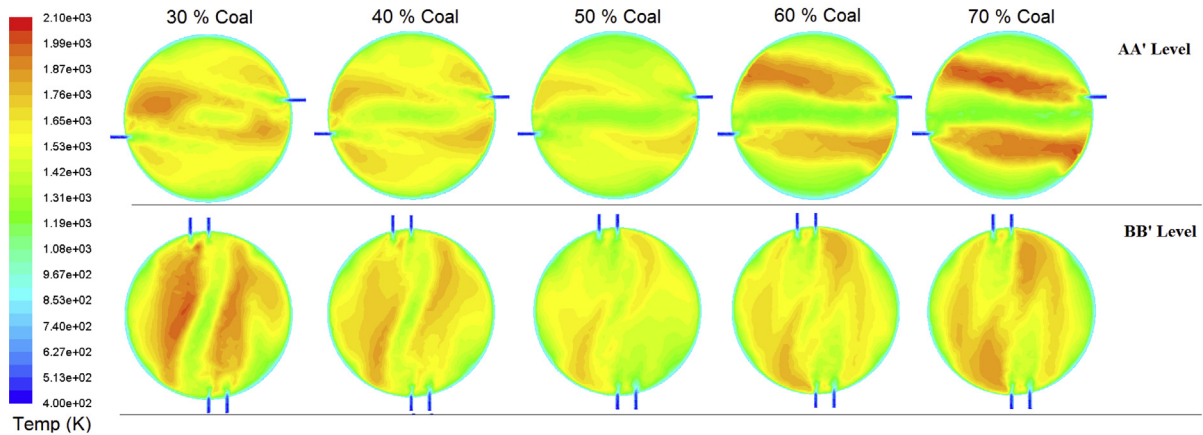 30 % Coal 40 % Coal 50 % Coal 60 % Coal 70 % Coal
AA' Level
BB' Level
2.10e+03
1.99e+03
1.87e+03
1.76e+03
1.65e+03
1.53e+03
1.42e+03
1.31e+03
1.19e+03
1.08e+03
9.67e+02
8.53e+02
7.40e+02
6.27e+02
5.13e+02
4.00e+02
Temp (K)